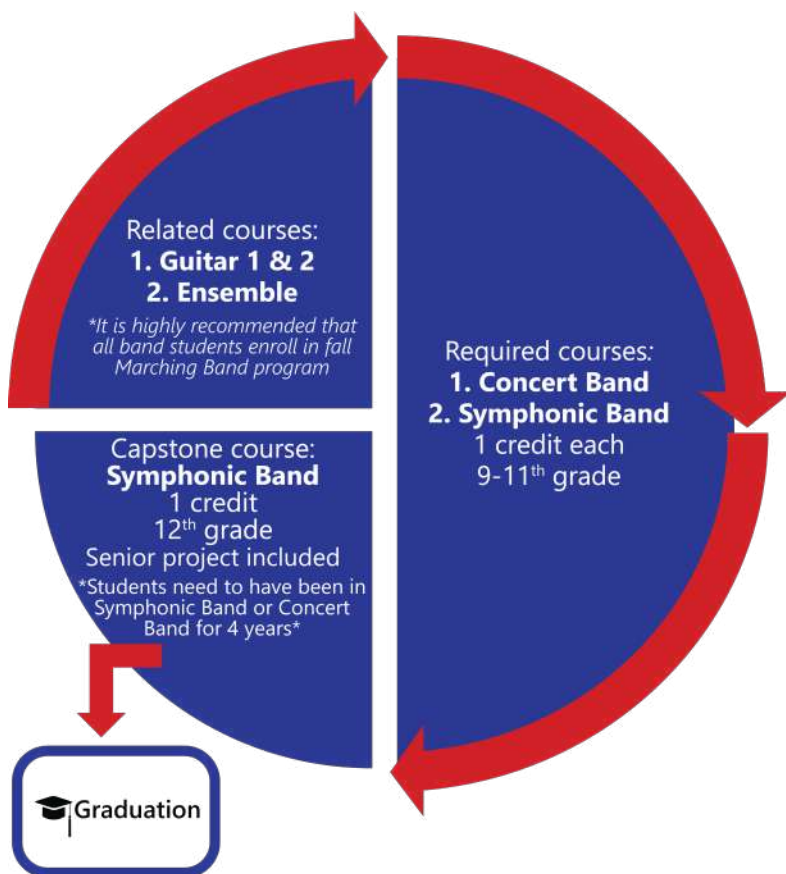 Related courses:
1. Guitar 1 & 2
2. Ensemble
*It is highly recommended that
all band students enroll in fall
Marching Band program
Required courses:
1. Concert Band
2. Symphonic Band
1 credit each
9-11th grade
Capstone course:
Symphonic Band
1 credit
12th grade
Senior project included
*Students need to have been in
Symphonic Band or Concert
Band for 4 years*
Graduation